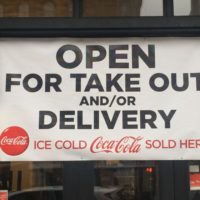 OPEN
FOR TAKE OUT
AND/OR
DELIVERY
Coca-Cola ICE COLD Coca-Cola SOLD HER